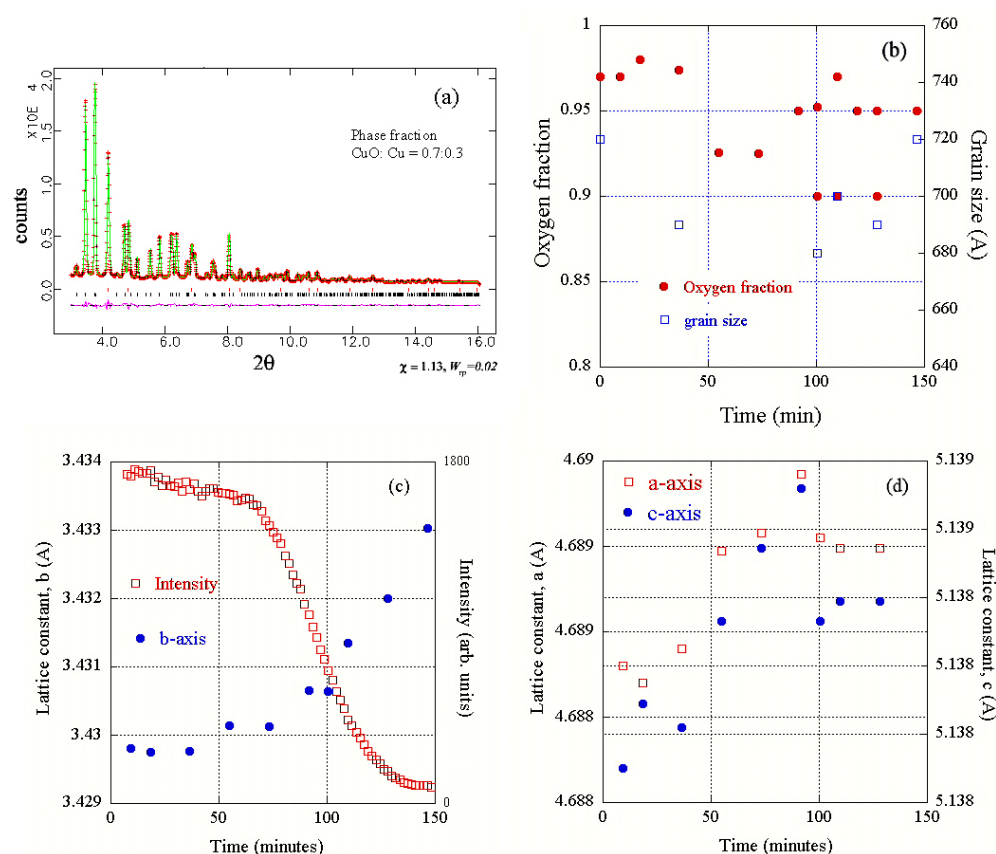 (a)
X10E 4
2.0
1.5
1.0
0.5
0.0
counts
Phase fraction
CuO: Cu = 0.7:0.3
4.0 6.0 8.0 10.0 12.0 14.0 16.0
2θ
χ = 1.13, Wrp=0.02
(b)
1
0.95
0.9
0.85
0.8
Oxygen fraction
760
740
720
700
680
660
640
Grain size (A)
Oxygen fraction
grain size
0 50 100 150
Time (min)
(c)
3.434
3.433
3.432
3.431
3.43
3.429
Lattice constant, b (A)
1800
0
Intensity (arb. units)
Intensity
b-axis
0 50 100 150
Time (minutes)
(d)
4.69
4.689
4.689
4.688
4.688
Lattice constant, a (A)
5.139
5.139
5.138
5.138
5.138
5.138
Lattice constant, c (A)
a-axis
c-axis
0 50 100 150
Time (minutes)